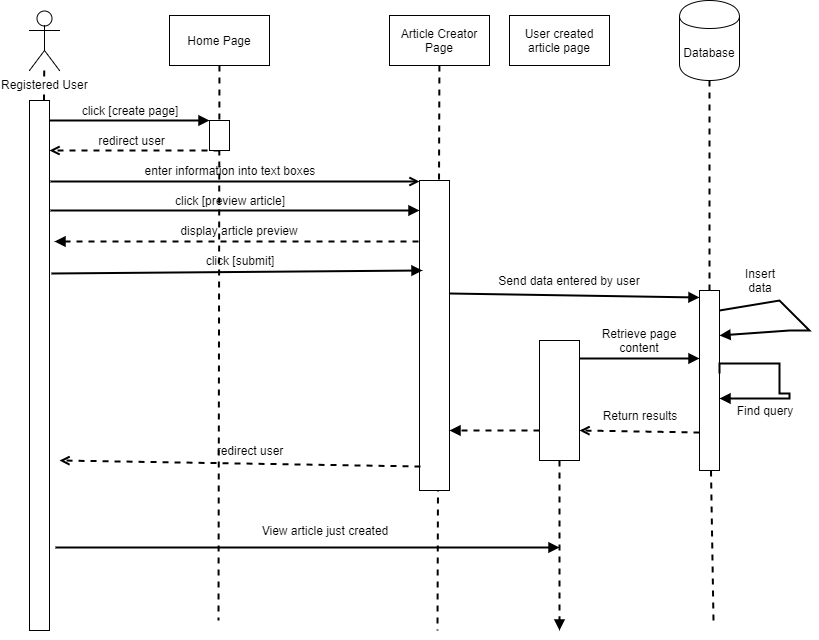 Home Page
Article Creator
Page
User created
article page
Database
Registered User
click [create page]
redirect user
enter information into text boxes
click [preview article]
display article preview
click [submit]
Send data entered by user
Insert
data
Retrieve page
content
Find query
Return results
redirect user
View article just created